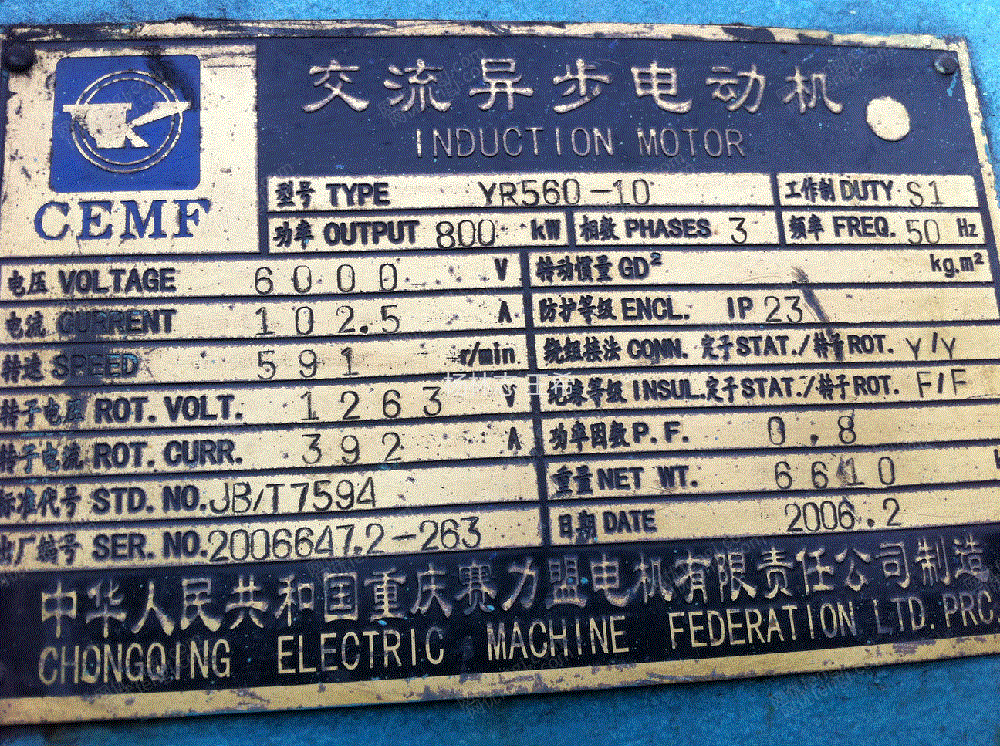 交流异步电动机
INDUCTION MOTOR
CEMF
型号 TYPE YR560-10 工作制 DUTY S1
功率 OUTPUT 800 kW 相数 PHASES 3 频率 FREQ. 50 Hz
电压 VOLTAGE 6000 V 转动惯量 GD² kg.m²
电流 CURRENT 102.5 A 防护等级 ENCL. IP 23
转速 SPEED 591 r/min 绕组接法 CONN. 定子 STAT./转子 ROT. Y/Y
转子电压 ROT. VOLT. 1263 V 绝缘等级 INSUL. 定子 STAT./转子 ROT. F/F
转子电流 ROT. CURR. 392 A 功率因数 P.F. 0.8
标准代号 STD. NO. JB/T7594 重量 NET WT. 6610
出厂编号 SER. NO. 2006647.2-263 日期 DATE 2006.2
中华人民共和国重庆赛力盟电机有限责任公司制造
CHONGQING ELECTRIC MACHINE FEDERATION LTD. PRC.